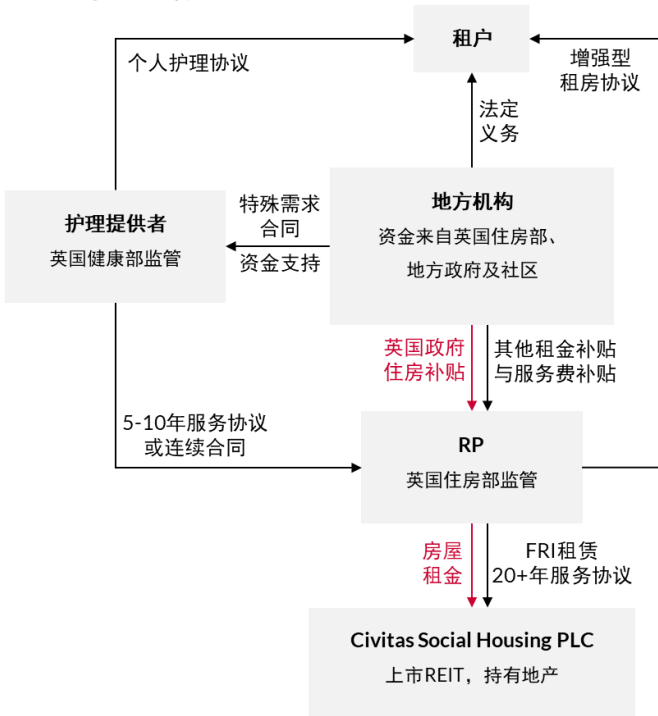 租户
个人护理协议
增强型
租房协议
法定
义务
地方机构
资金来自英国住房部、
地方政府及社区
特殊需求
合同
资金支持
护理提供者
英国健康部监管
英国政府
住房补贴
其他租金补贴
与服务费补贴
5-10年服务协议
或连续合同
RP
英国住房部监管
房屋
租金
FRI租赁
20+年服务协议
Civitas Social Housing PLC
上市REIT，持有地产